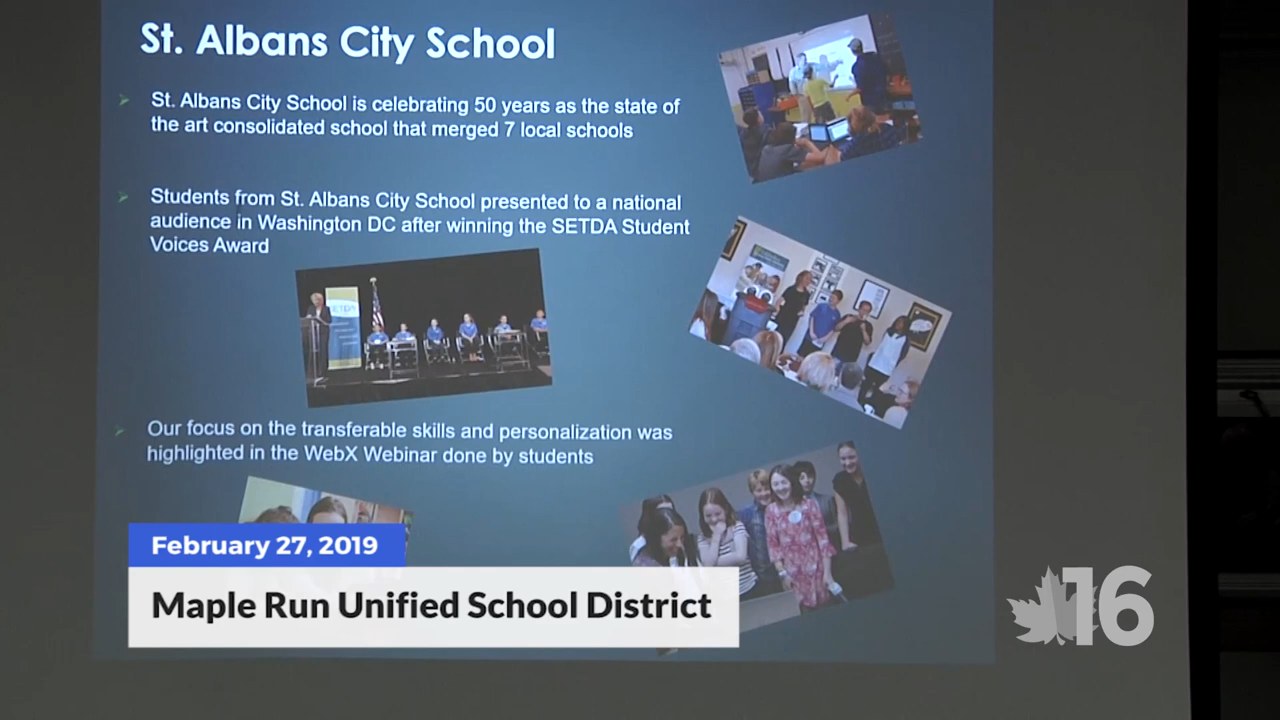 St. Albans City School
St. Albans City School is celebrating 50 years as the state of
the art consolidated school that merged 7 local schools
Students from St. Albans City School presented to a national
audience in Washington DC after winning the SETDA Student
Voices Award
SETDA
Our focus on the transferable skills and personalization was
highlighted in the WebX Webinar done by students
February 27, 2019
Maple Run Unified School District
16